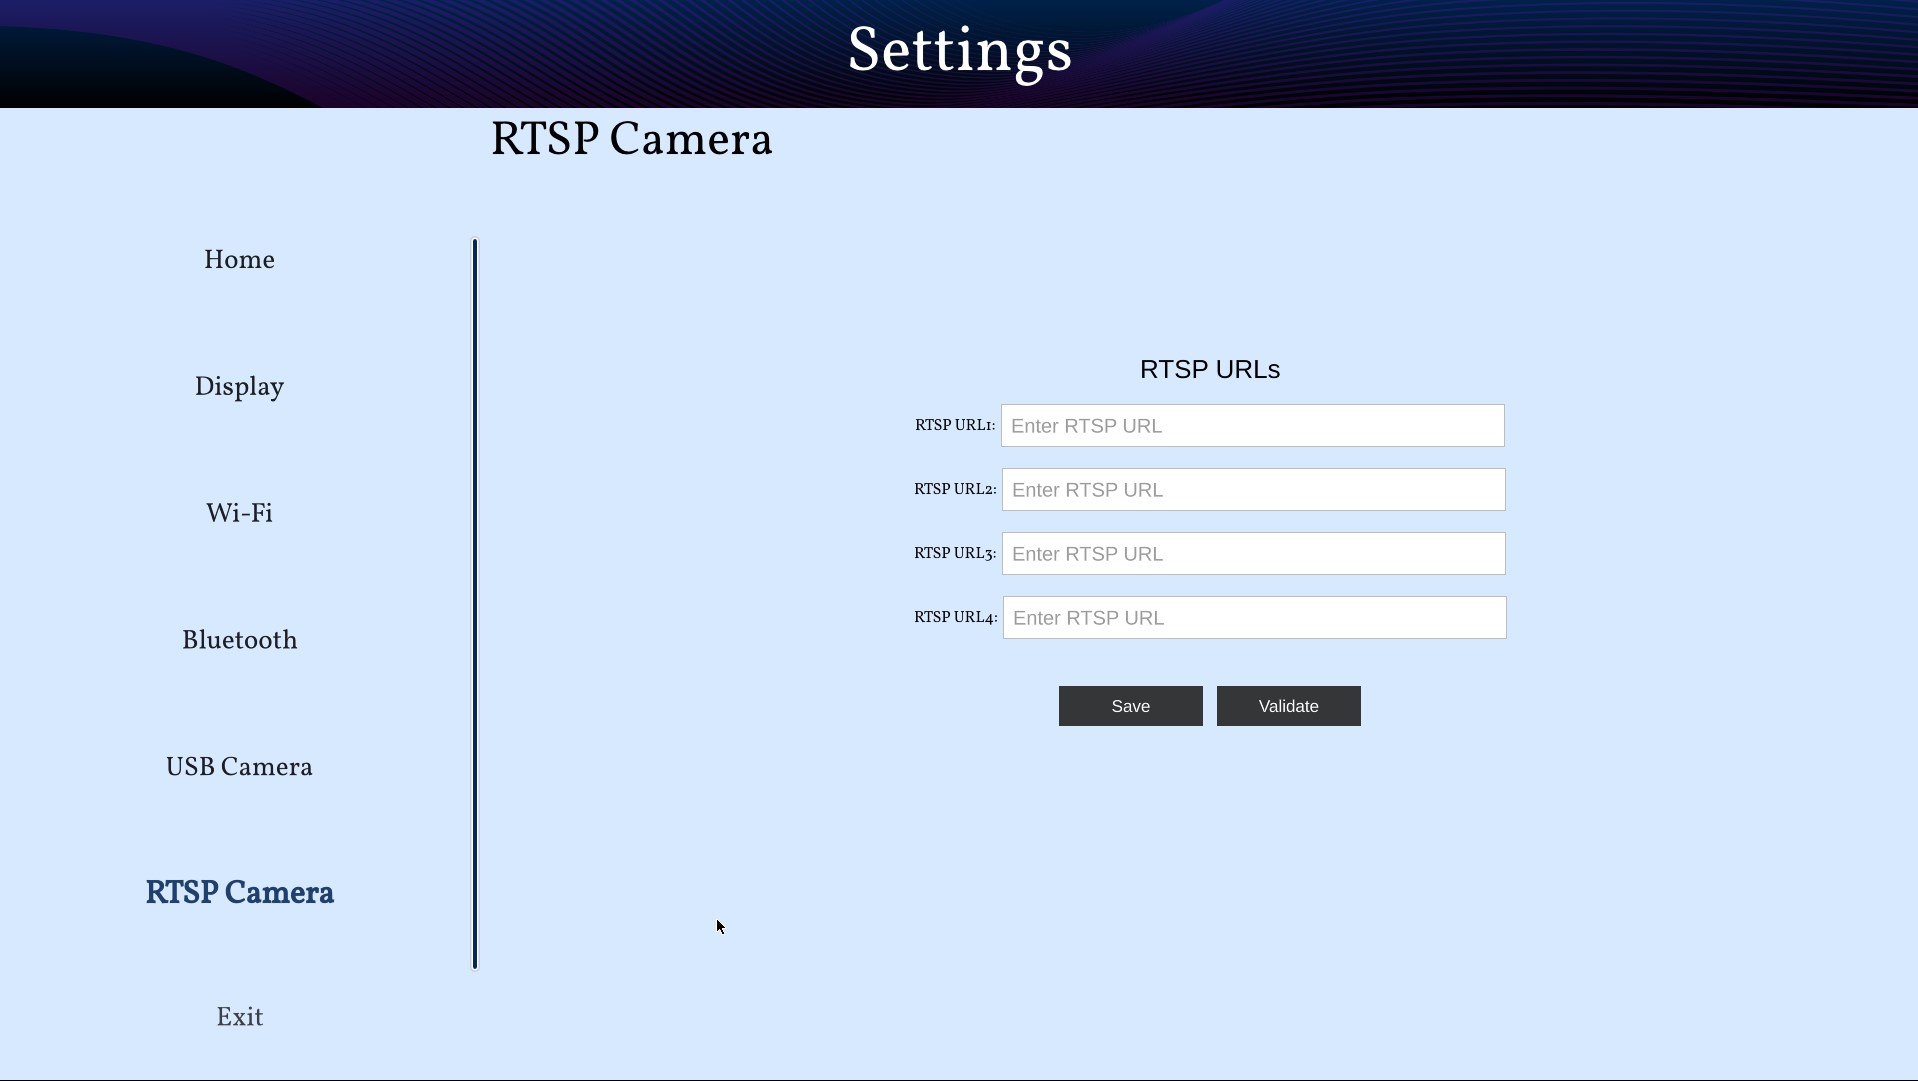 Settings
RTSP Camera
Home
Display
Wi-Fi
Bluetooth
USB Camera
RTSP Camera
Exit
RTSP URLs
RTSP URL1: Enter RTSP URL
RTSP URL2: Enter RTSP URL
RTSP URL3: Enter RTSP URL
RTSP URL4: Enter RTSP URL
Save Validate